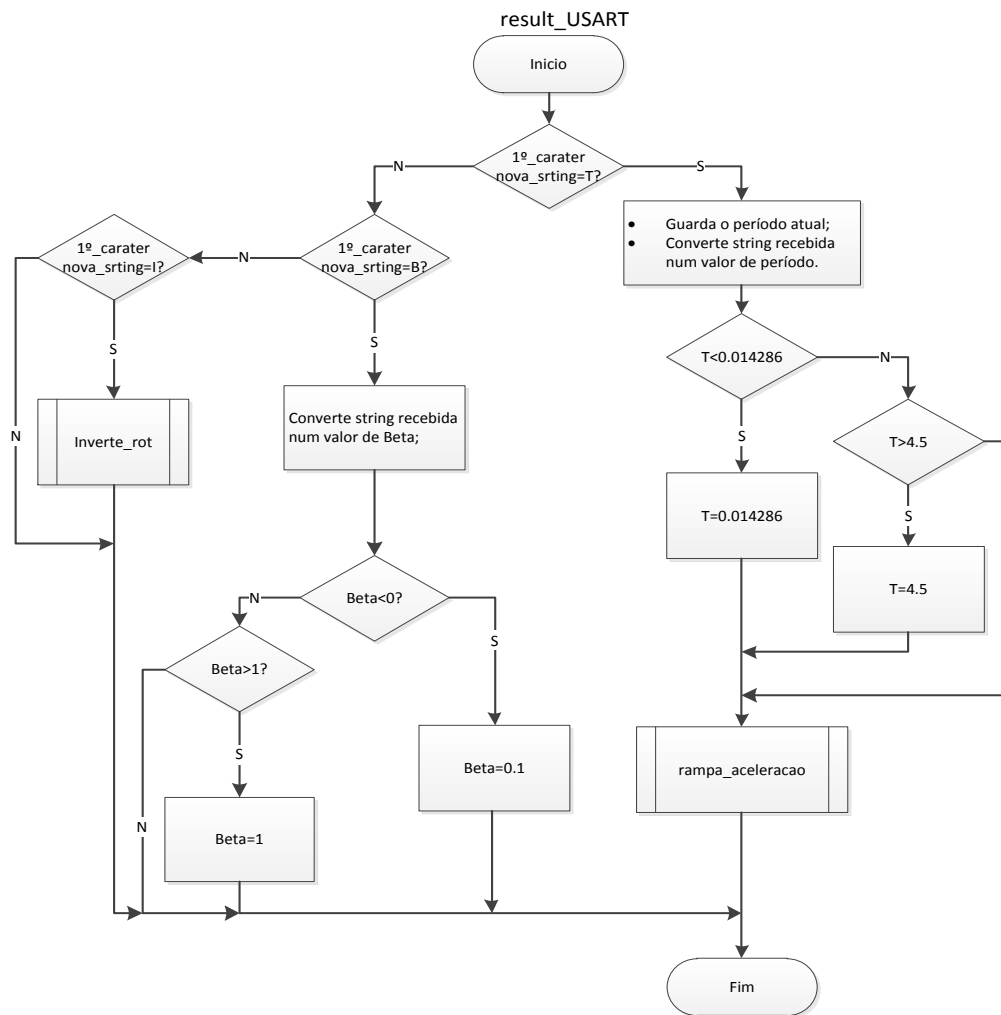 result_USART
Inicio
1º_carater
nova_srting=T?
N
S
1º_carater
nova_srting=I?
N
1º_carater
nova_srting=B?
• Guarda o período atual;
• Converte string recebida
num valor de período.
S
S
T<0.014286
N
N
Inverte_rot
Converte string recebida
num valor de Beta;
S
T>4.5
T=0.014286
S
N
Beta<0?
T=4.5
S
Beta>1?
S
Beta=0.1
rampa_aceleracao
N
Beta=1
Fim